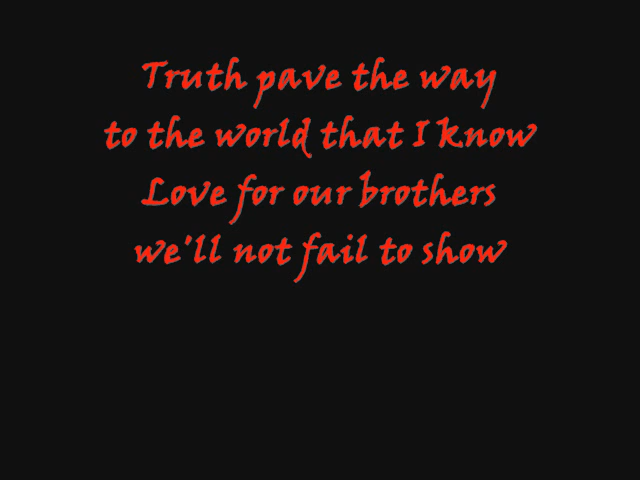 Truth pave the way
to the world that I know
Love for our brothers
we'll not fail to show